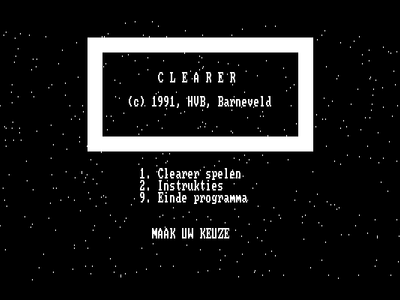 C L E A R E R
(c) 1991, HVB, Barneveld
1. Clearer spelen
2. Instrukties
9. Einde programma
MAAK UW KEUZE